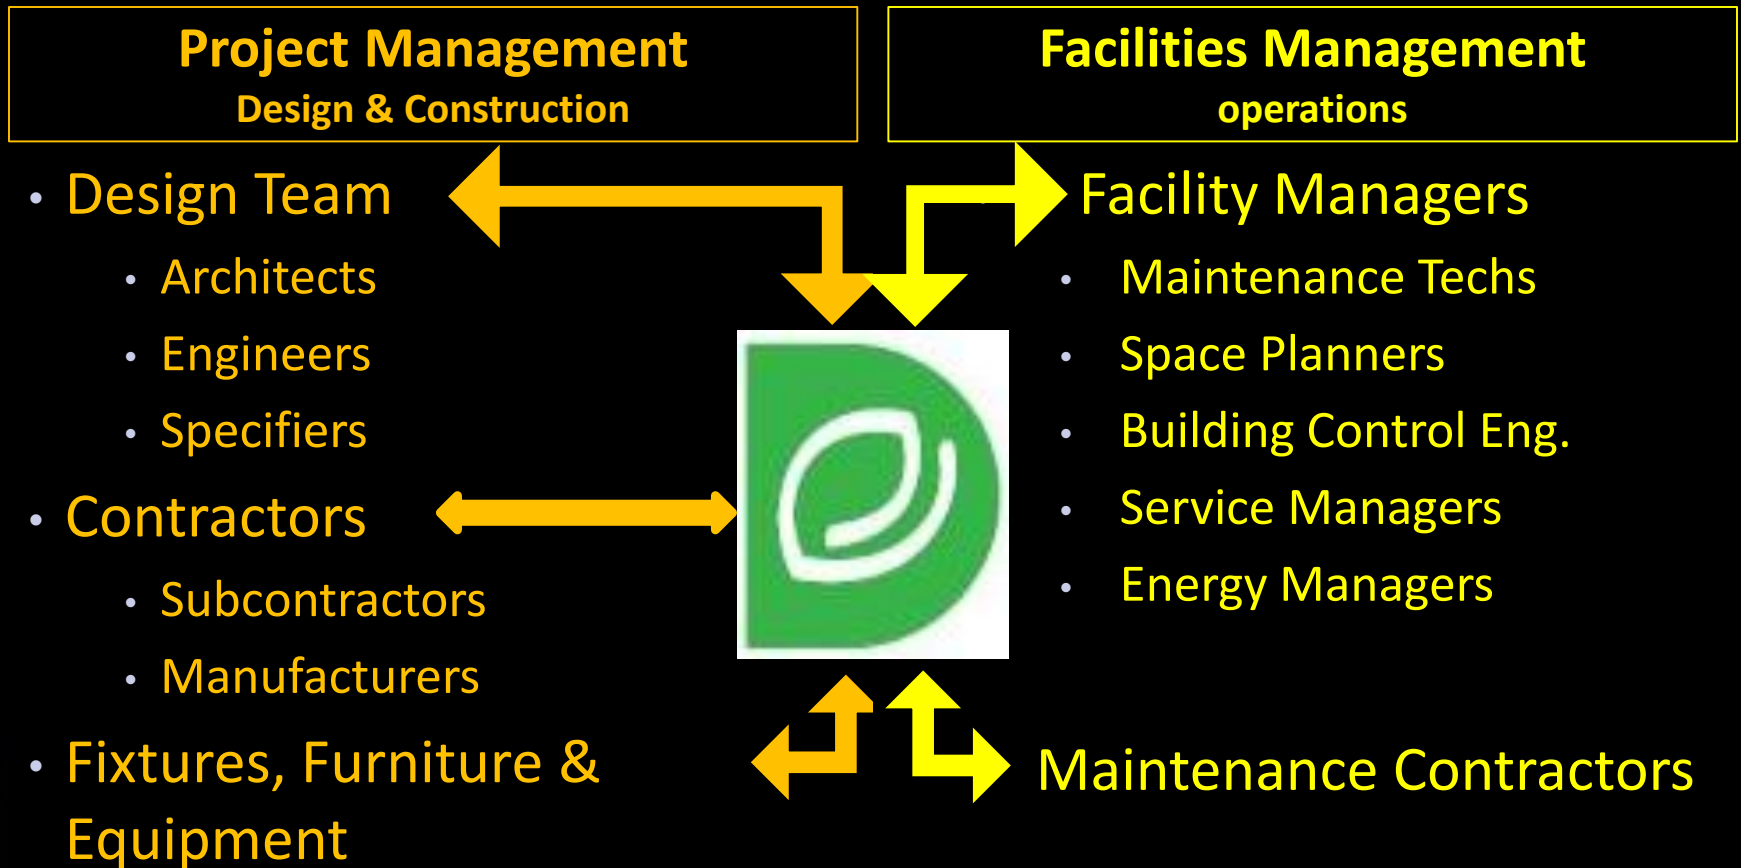 Project Management
Design & Construction
• Design Team
• Architects
• Engineers
• Specifiers
• Contractors
• Subcontractors
• Manufacturers
• Fixtures, Furniture &
Equipment
Facilities Management
operations
Facility Managers
• Maintenance Techs
• Space Planners
• Building Control Eng.
• Service Managers
• Energy Managers
Maintenance Contractors